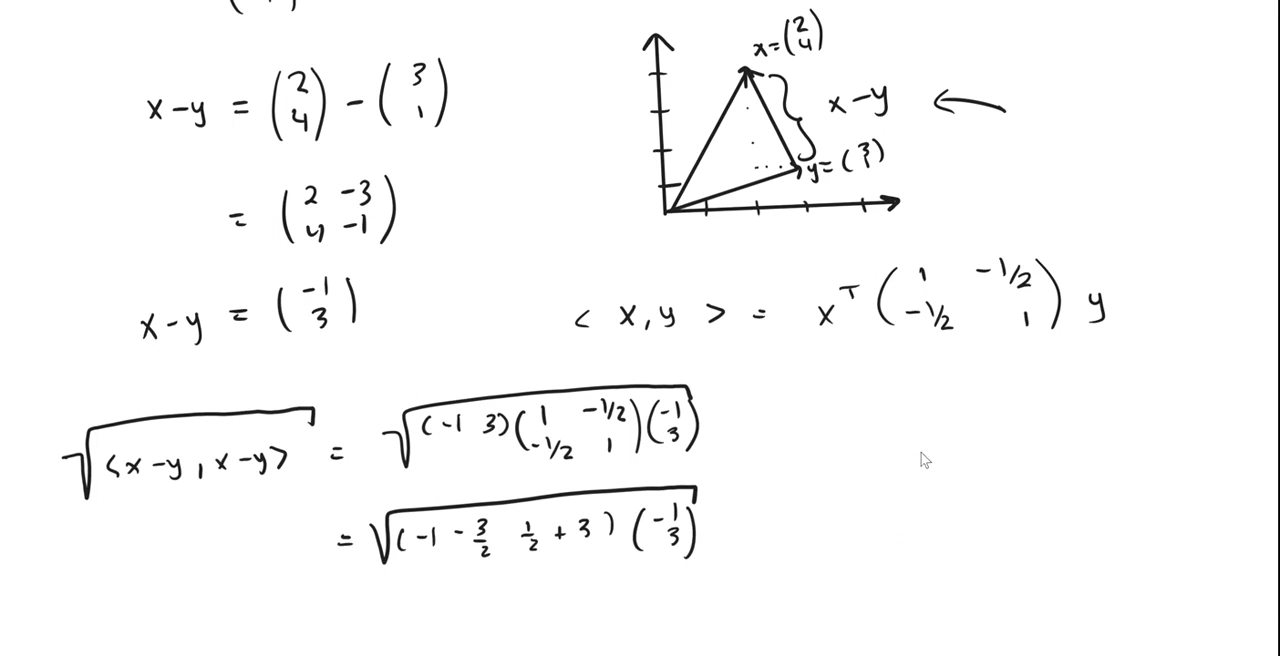 x-y = (2 4) - (3 1)
= (2 -3 4 -1)
x-y = (-1 3)
x=(2 4)
x-y
y=(3 1)
< x,y > = x^T (1 -1/2 -1/2 1) y
√<x-y, x-y> = √(-1 3)(1 -1/2 -1/2 1)(-1 3)
= √(-1 - 3/2 1/2 + 3)(-1 3)